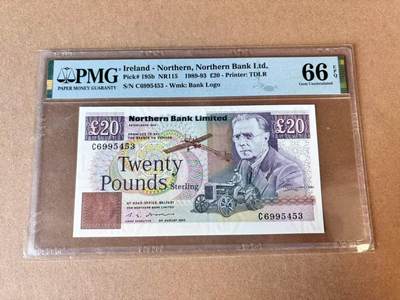 PMG
PAPER MONEY GUARANTY
Ireland - Northern, Northern Bank Ltd.
Pick# 195b NR115 1989-93 £20 - Printer: TDLR
S/N C6995453 - Wmk: Bank Logo
66 EPQ
Gem Uncirculated
Northern Bank Limited
£20
£20
C6995453
Twenty
Pounds
Sterling
C6995453